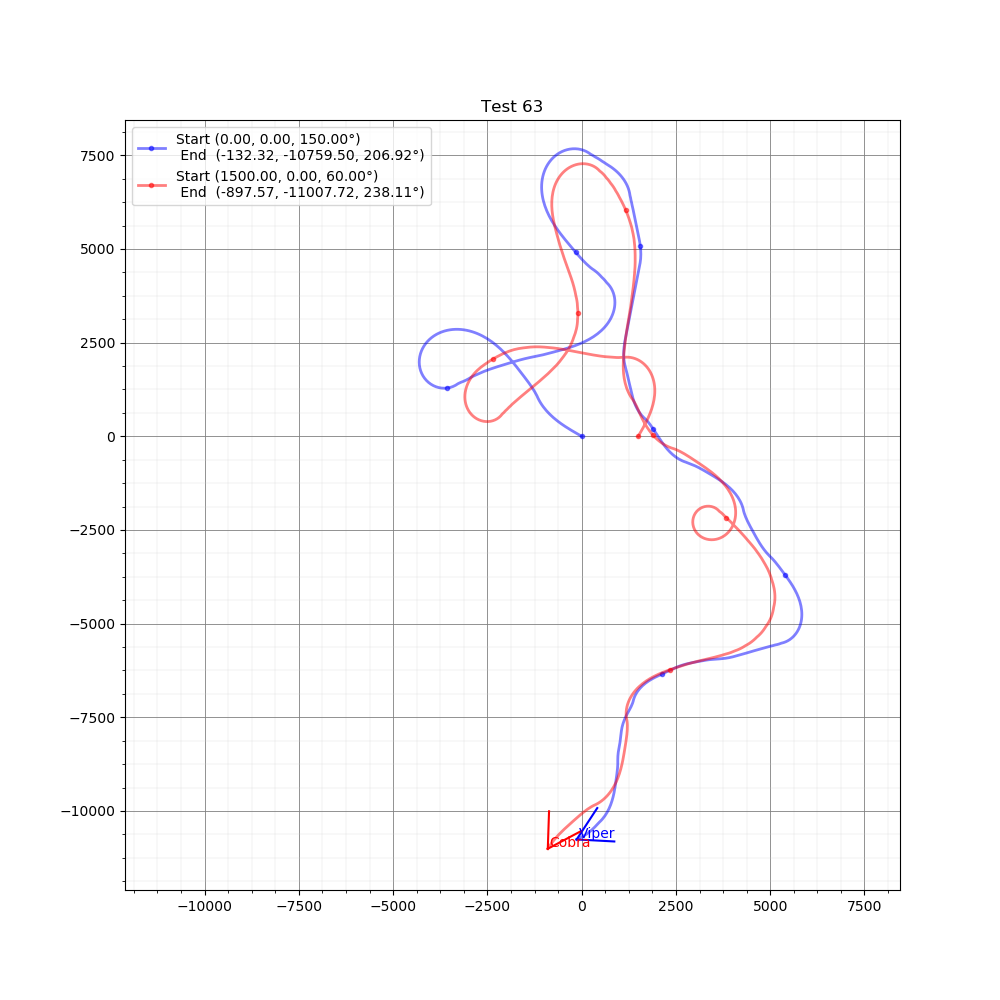 Test 63
Start (0.00, 0.00, 150.00°)
End  (-132.32, -10759.50, 206.92°)
Start (1500.00, 0.00, 60.00°)
End  (-897.57, -11007.72, 238.11°)
7500
5000
2500
0
−2500
−5000
−7500
−10000
Viper
Cobra
−10000 −7500 −5000 −2500 0 2500 5000 7500